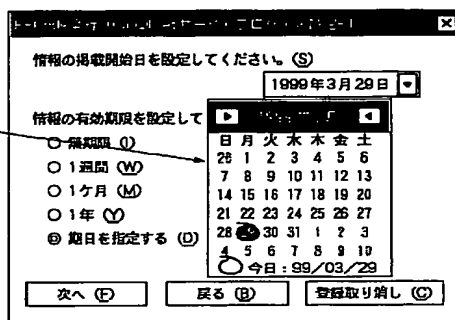 情報の掲載開始日を設定してください。(S)
1999年3月29日
情報の有効期限を設定して
日 月 火 水 木 金 土
28 1 2 3 4 5 6
○ 無期限 (I)
7 8 9 10 11 12 13
○ 1週間 (W)
14 15 16 17 18 19 20
○ 1ケ月 (M)
21 22 23 24 25 26 27
○ 1年 (Y)
28 29 30 31 1 2 3
◎ 期日を指定する (D)
4 5 6 7 8 9 10
今日:99/03/29
次へ (F) 戻る (B) 登録取り消し (C)